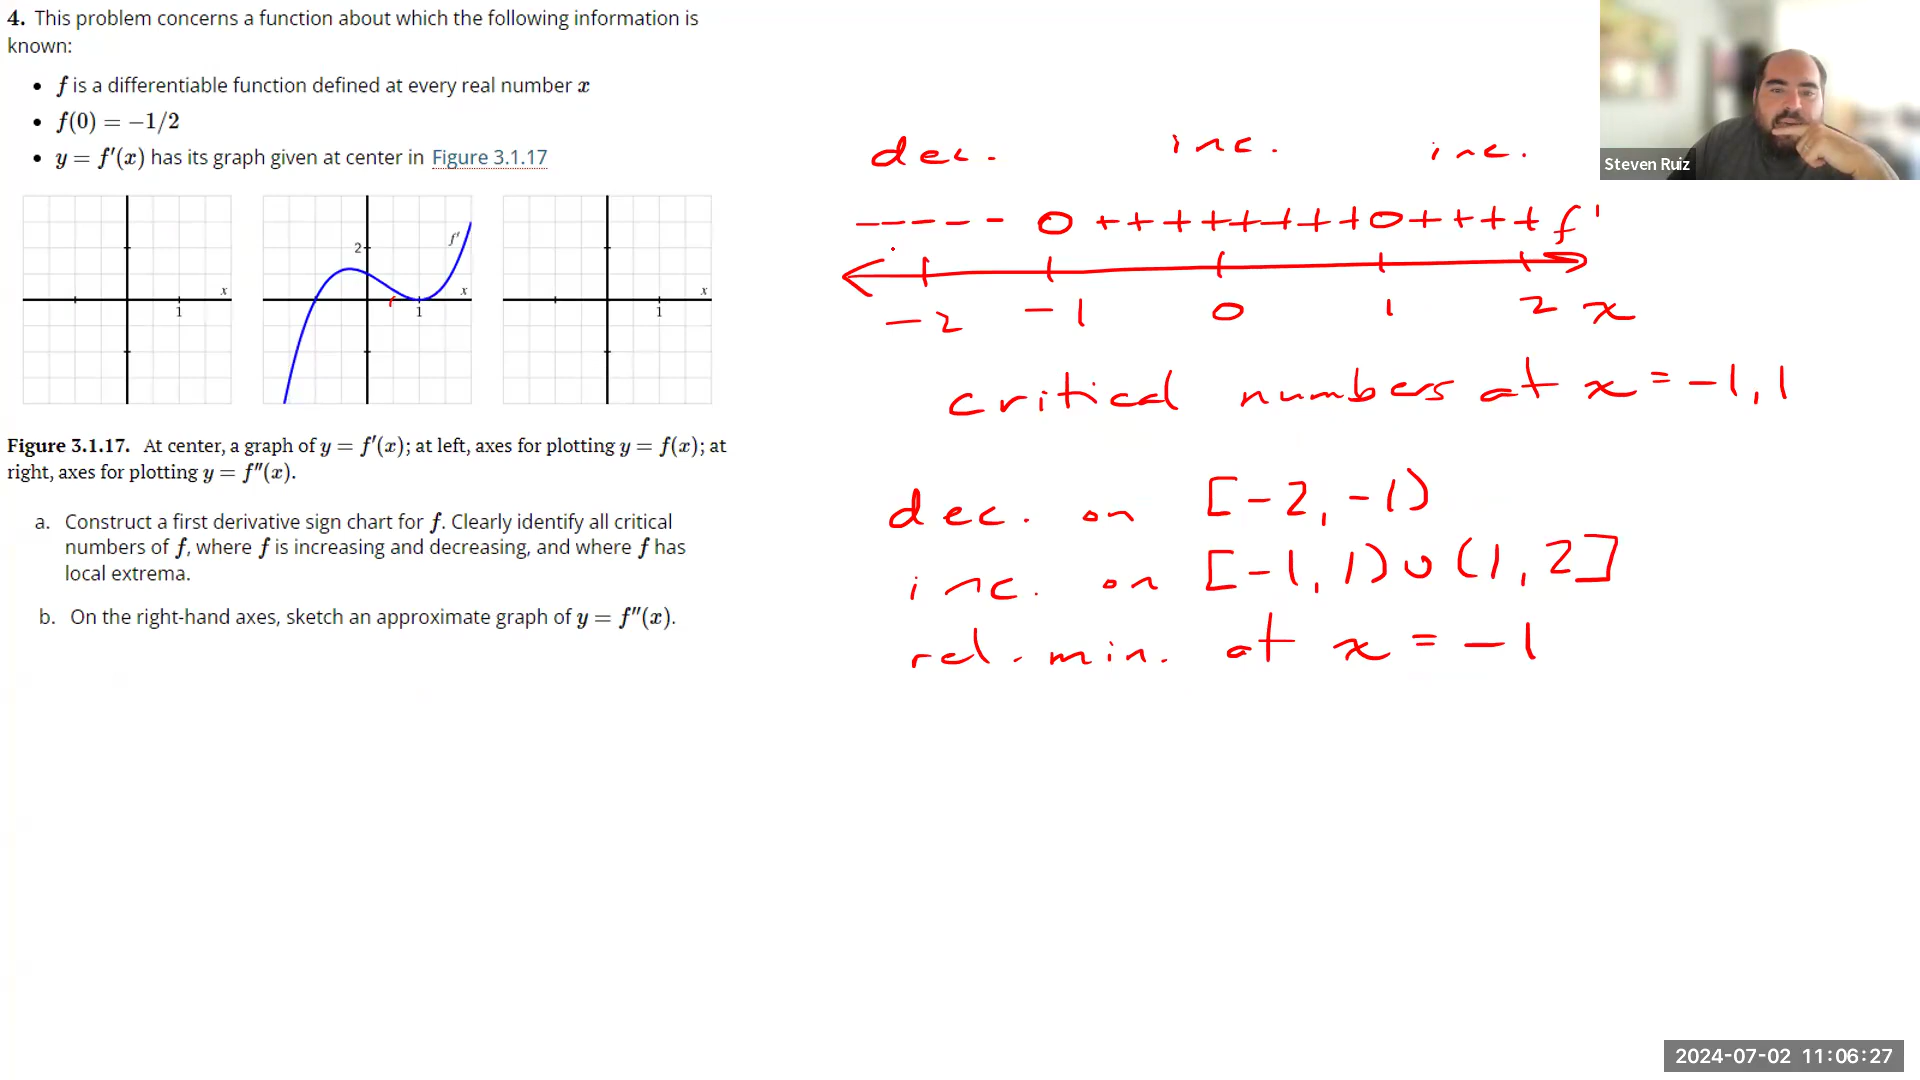 4. This problem concerns a function about which the following information is
known:
• f is a differentiable function defined at every real number x
• f(0) = −1/2
• y = f′(x) has its graph given at center in Figure 3.1.17
x
1
2
f′
x
1
x
1
Figure 3.1.17. At center, a graph of y = f′(x); at left, axes for plotting y = f(x); at
right, axes for plotting y = f″(x).
a. Construct a first derivative sign chart for f. Clearly identify all critical
numbers of f, where f is increasing and decreasing, and where f has
local extrema.
b. On the right-hand axes, sketch an approximate graph of y = f″(x).
dec. inc. inc.
----- - 0 +++++++++0++++ f'
-2 -1 0 1 2 x
critical numbers at x = -1, 1
dec. on [-2, -1)
inc. on [-1, 1) ∪ (1, 2]
rel. min. at x = -1
Steven Ruiz
2024-07-02 11:06:27